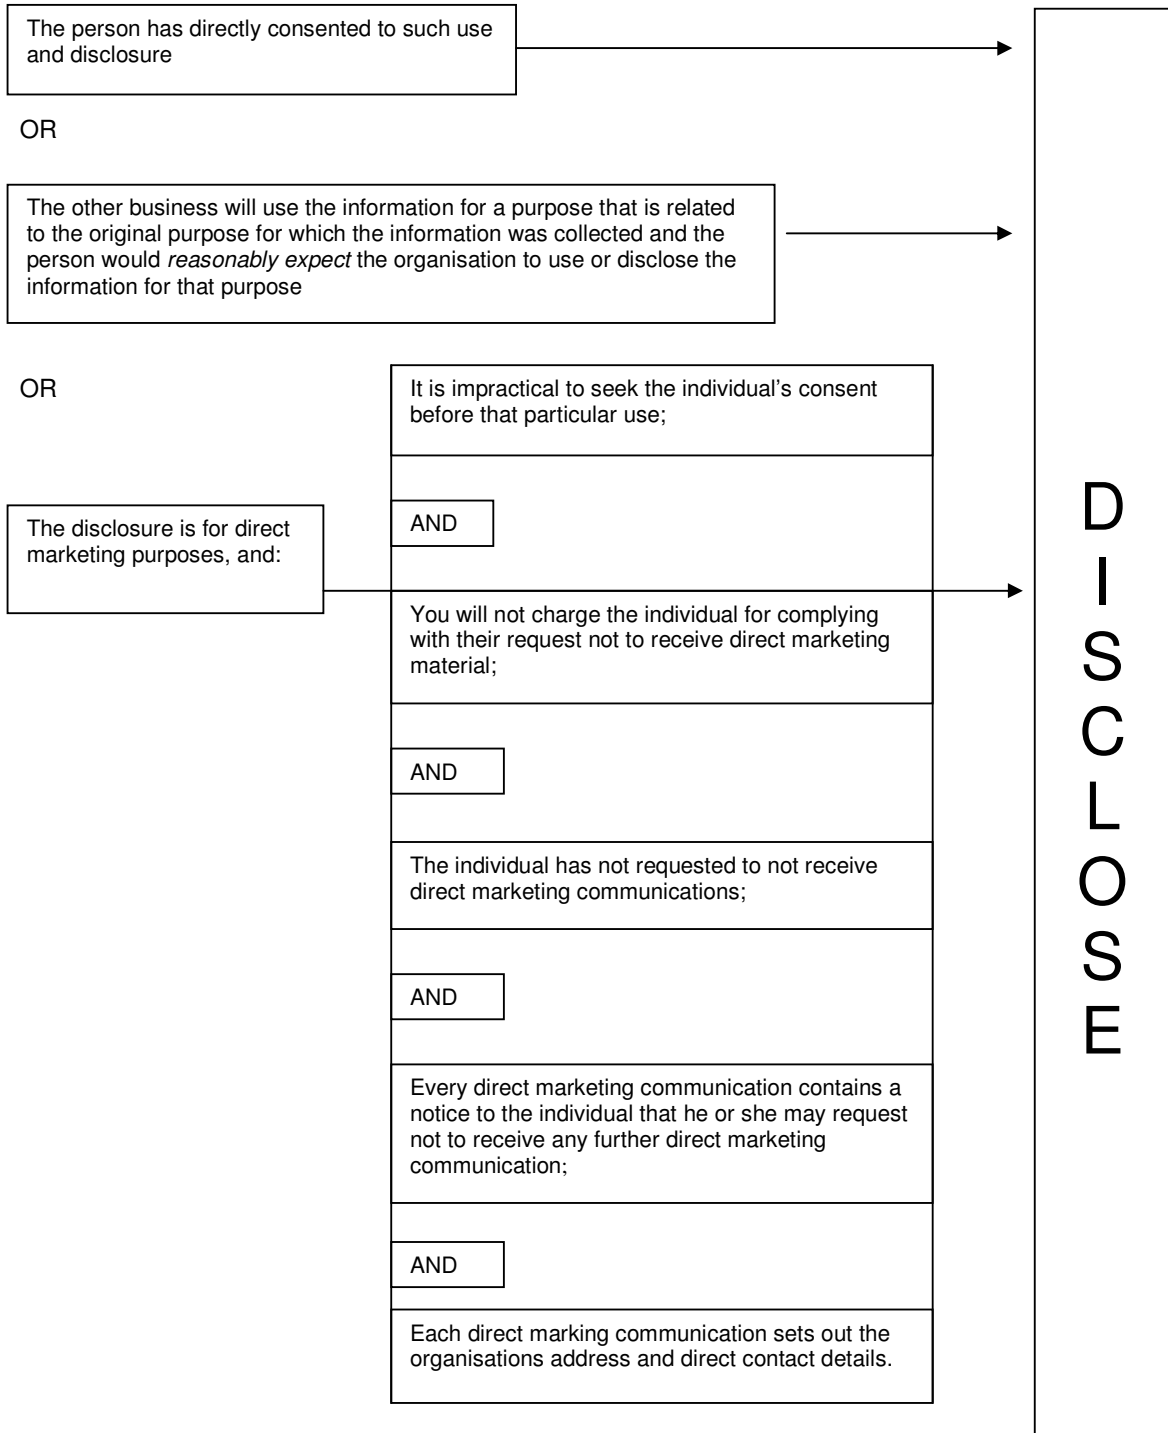 The person has directly consented to such use
and disclosure
OR
The other business will use the information for a purpose that is related
to the original purpose for which the information was collected and the
person would reasonably expect the organisation to use or disclose the
information for that purpose
OR
It is impractical to seek the individual’s consent
before that particular use;
AND
The disclosure is for direct
marketing purposes, and:
You will not charge the individual for complying
with their request not to receive direct marketing
material;
AND
The individual has not requested to not receive
direct marketing communications;
AND
Every direct marketing communication contains a
notice to the individual that he or she may request
not to receive any further direct marketing
communication;
AND
Each direct marking communication sets out the
organisations address and direct contact details.
D
I
S
C
L
O
S
E